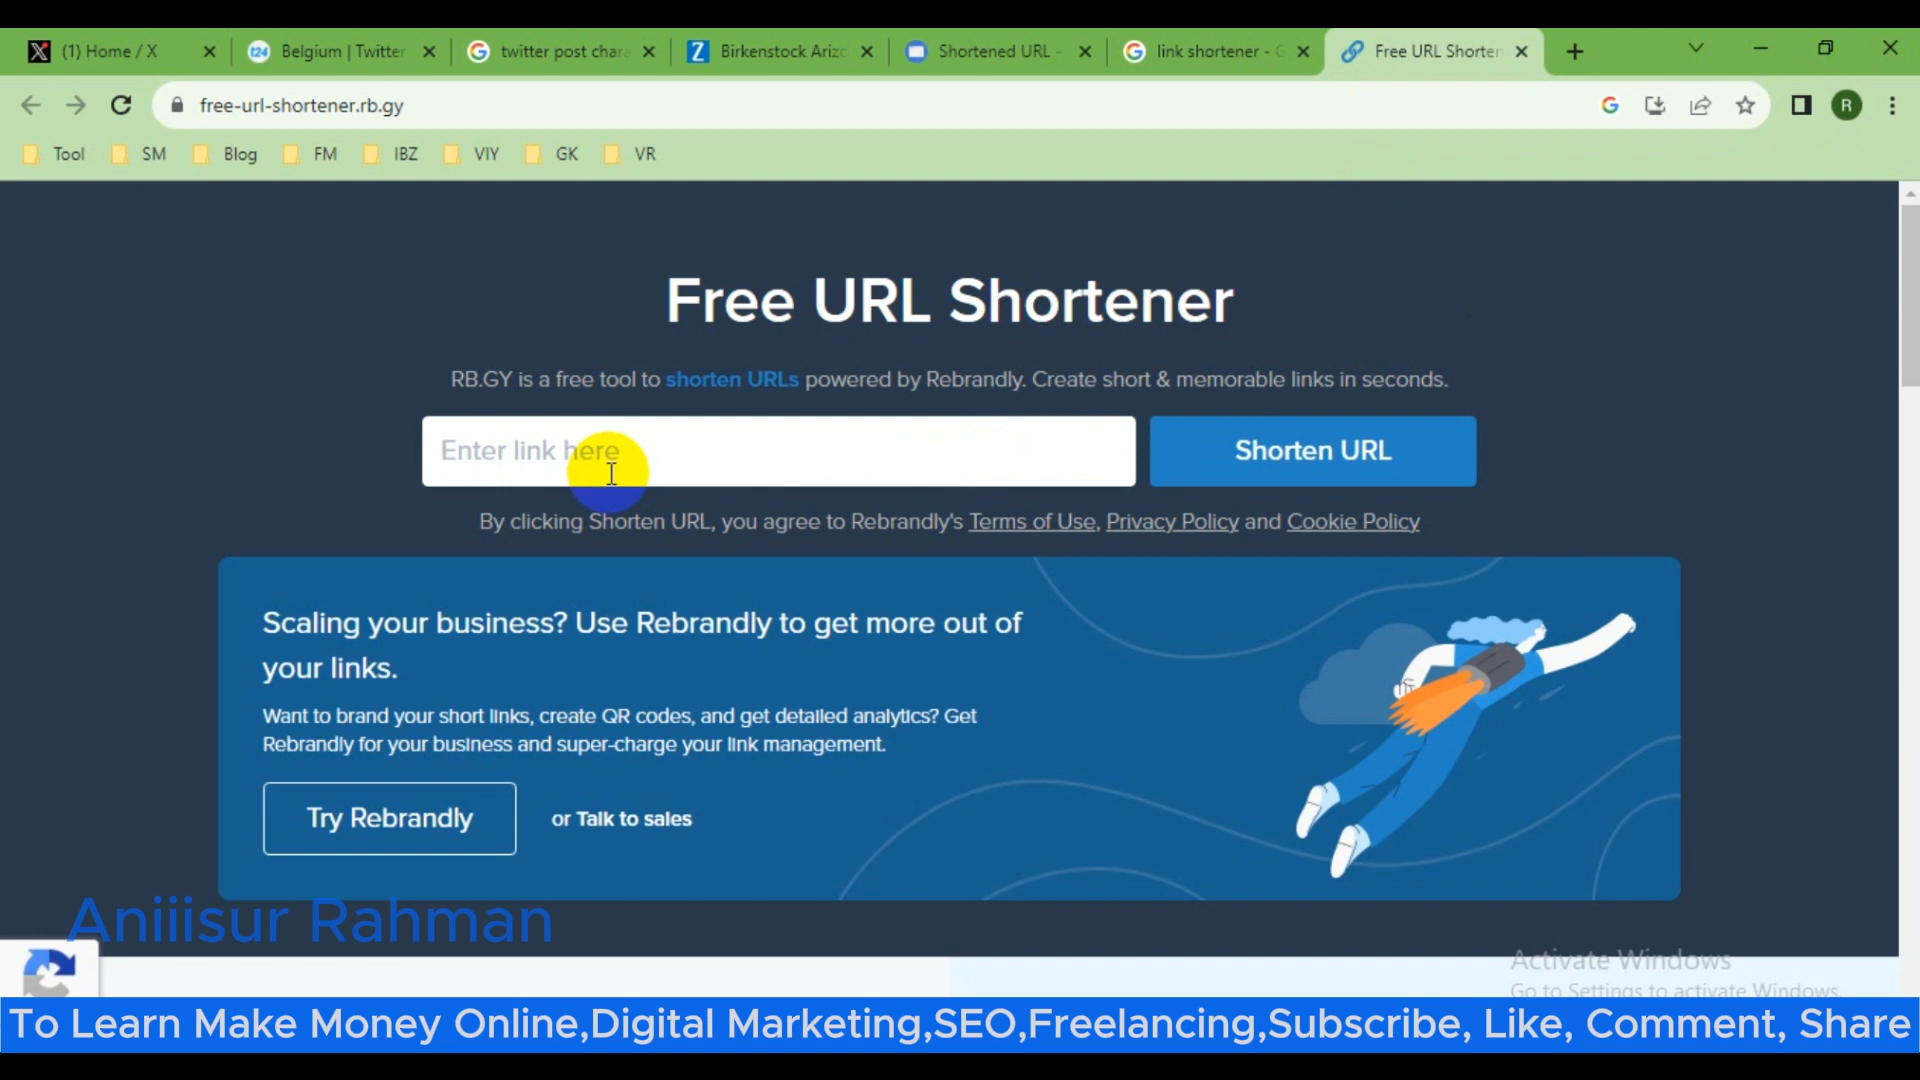 (1) Home / X
t24
Belgium | Twitter
twitter post chara
Z
Birkenstock Arizo
Shortened URL -
link shortener - G
Free URL Shorten
free-url-shortener.rb.gy
R
Tool
SM
Blog
FM
IBZ
VIY
GK
VR
Free URL Shortener
RB.GY is a free tool to shorten URLs powered by Rebrandly. Create short & memorable links in seconds.
Enter link here
Shorten URL
By clicking Shorten URL, you agree to Rebrandly's Terms of Use, Privacy Policy and Cookie Policy
Scaling your business? Use Rebrandly to get more out of
your links.
Want to brand your short links, create QR codes, and get detailed analytics? Get
Rebrandly for your business and super-charge your link management.
Try Rebrandly
or Talk to sales
Aniiisur Rahman
Activate Windows
Go to Settings to activate Windows.
To Learn Make Money Online,Digital Marketing,SEO,Freelancing,Subscribe, Like, Comment, Share